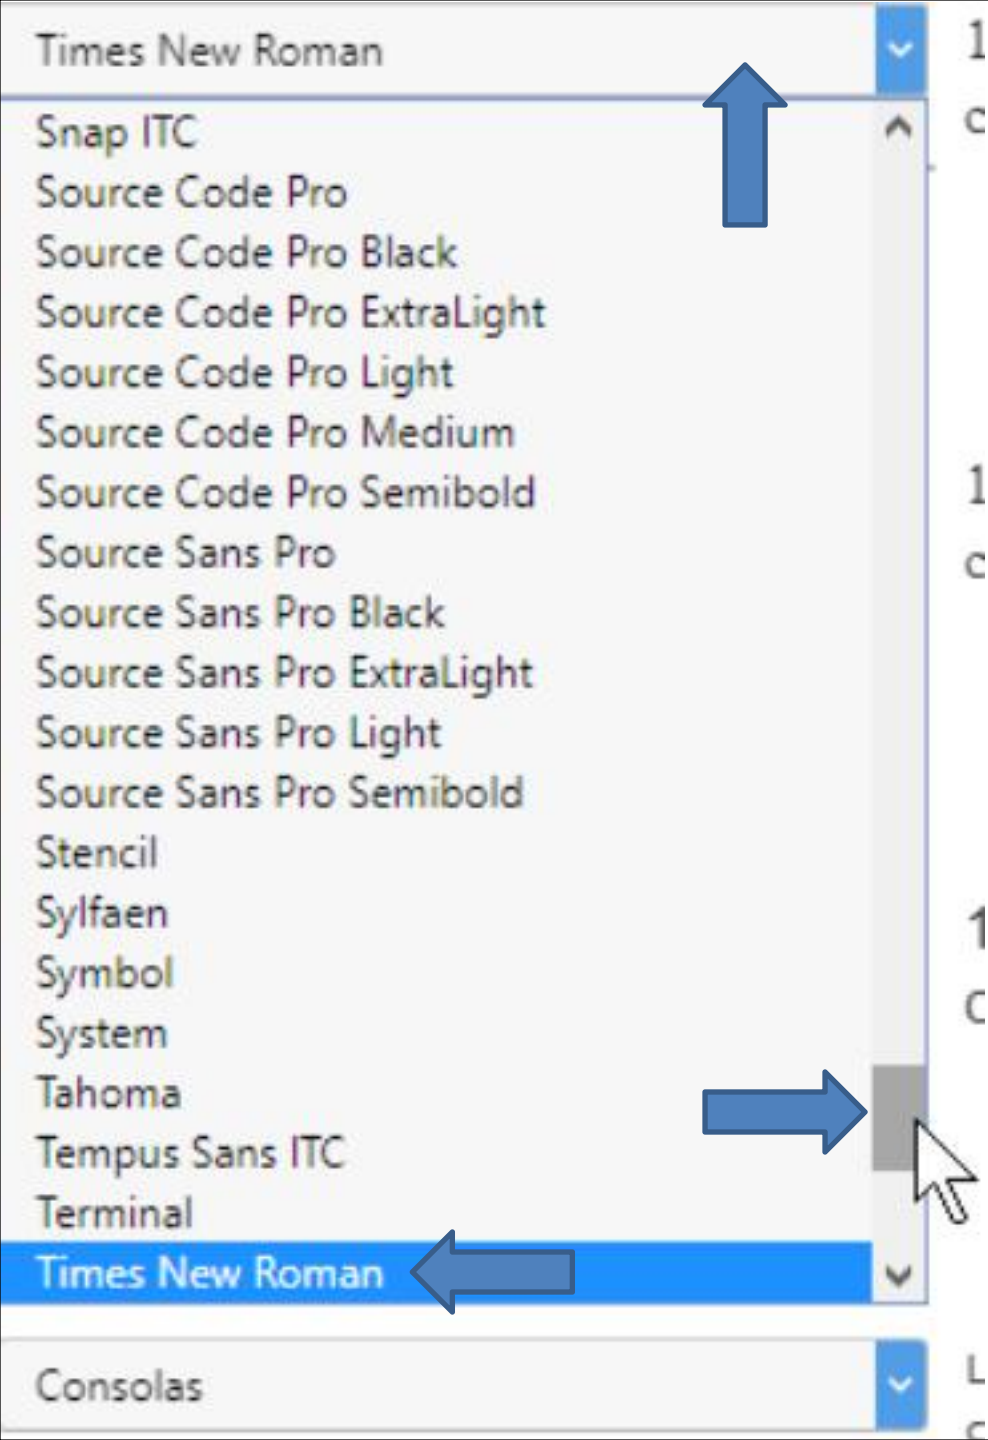 Times New Roman
Snap ITC
Source Code Pro
Source Code Pro Black
Source Code Pro ExtraLight
Source Code Pro Light
Source Code Pro Medium
Source Code Pro Semibold
Source Sans Pro
Source Sans Pro Black
Source Sans Pro ExtraLight
Source Sans Pro Light
Source Sans Pro Semibold
Stencil
Sylfaen
Symbol
System
Tahoma
Tempus Sans ITC
Terminal
Times New Roman
Consolas